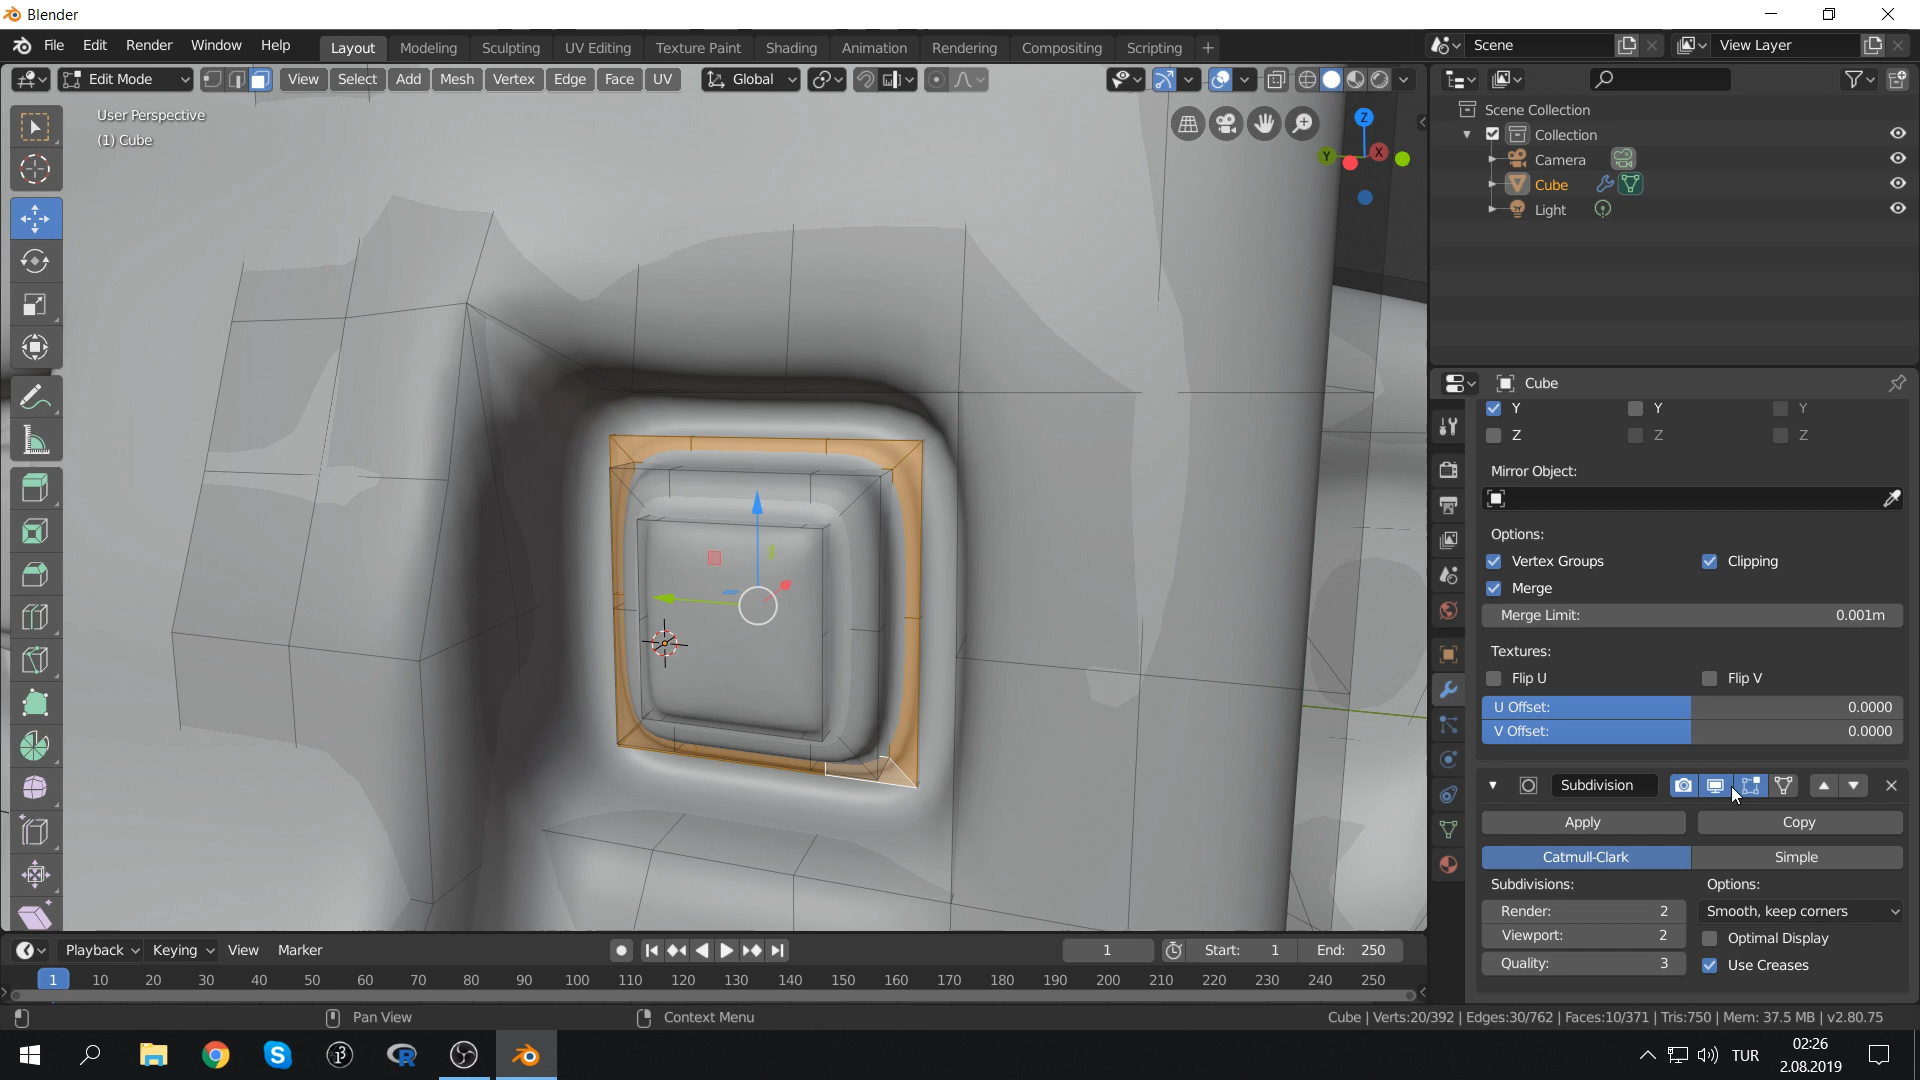 Blender
File Edit Render Window Help Layout Modeling Sculpting UV Editing Texture Paint Shading Animation Rendering Compositing Scripting + Scene View Layer
Edit Mode View Select Add Mesh Vertex Edge Face UV Global
User Perspective
(1) Cube
Z
Y X
Scene Collection
Collection
Camera
Cube
Light
Cube
Y Y Y
Z Z Z
Mirror Object:
Options:
Vertex Groups Clipping
Merge
Merge Limit: 0.001m
Textures:
Flip U Flip V
U Offset: 0.0000
V Offset: 0.0000
Subdivision
Apply Copy
Catmull-Clark Simple
Subdivisions: Options:
Render: 2 Smooth, keep corners
Viewport: 2 Optimal Display
Quality: 3 Use Creases
Playback Keying View Marker 1 Start: 1 End: 250
1 10 20 30 40 50 60 70 80 90 100 110 120 130 140 150 160 170 180 190 200 210 220 230 240 250
Pan View Context Menu Cube | Verts:20/392 | Edges:30/762 | Faces:10/371 | Tris:750 | Mem: 37.5 MB | v2.80.75
TUR 02:26
2.08.2019